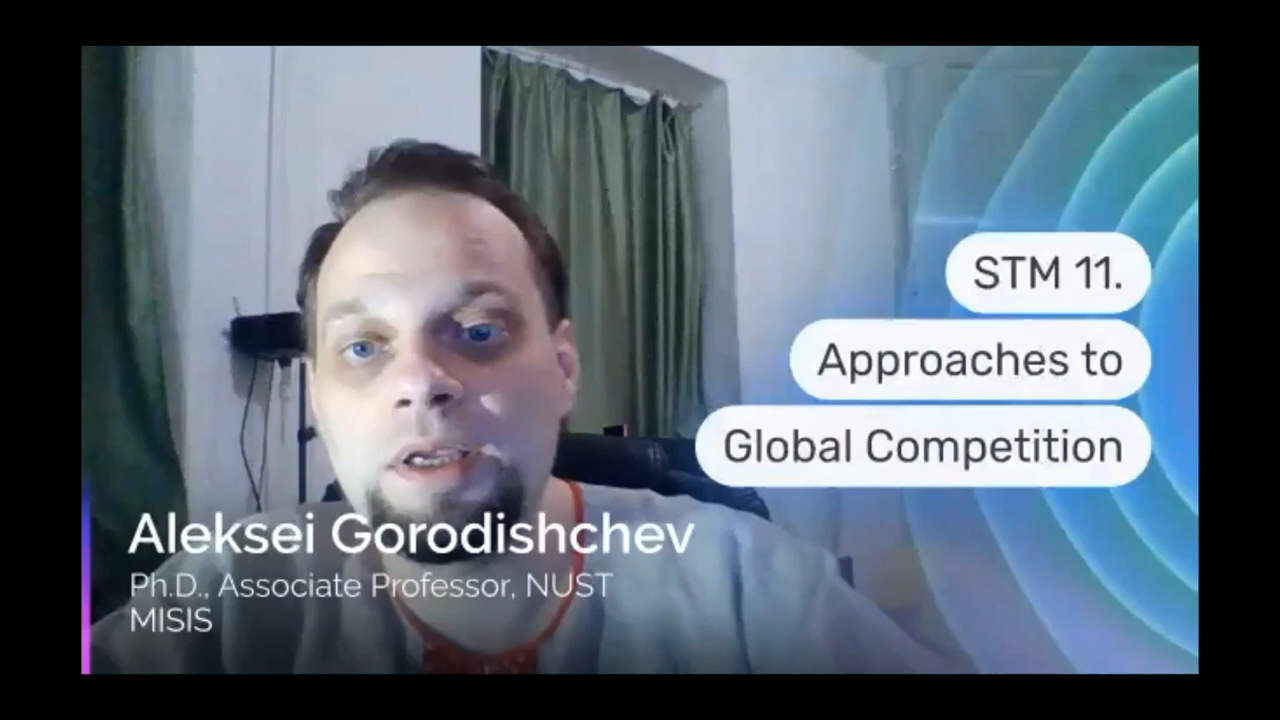 STM 11.
Approaches to
Global Competition
Aleksei Gorodishchev
Ph.D., Associate Professor, NUST
MISIS